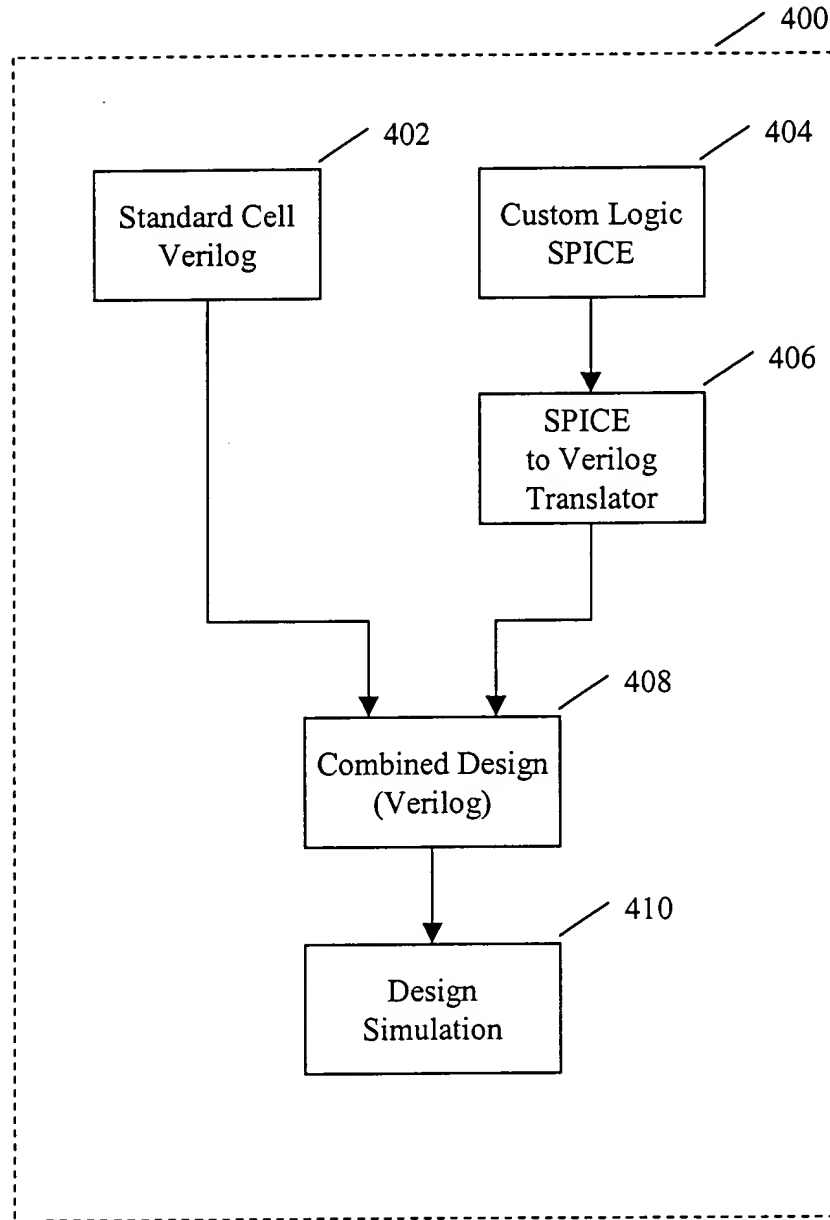 400
402
404
Standard Cell
Verilog
Custom Logic
SPICE
406
SPICE
to Verilog
Translator
408
Combined Design
(Verilog)
410
Design
Simulation